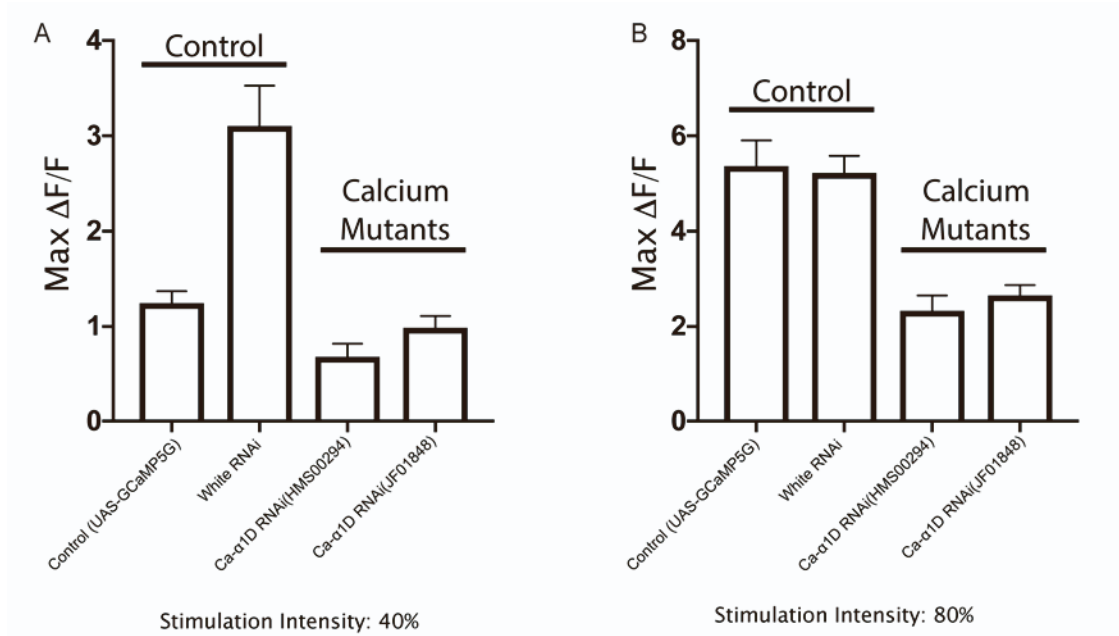 A
4
3
2
1
0
Max ΔF/F
Control
Calcium
Mutants
Control (UAS-GCaMP5G)
White RNAi
Ca-α1D RNAi(HMS00294)
Ca-α1D RNAi(JF01848)
Stimulation Intensity: 40%
B
8
6
4
2
0
Max ΔF/F
Control
Calcium
Mutants
Control (UAS-GCaMP5G)
White RNAi
Ca-α1D RNAi(HMS00294)
Ca-α1D RNAi(JF01848)
Stimulation Intensity: 80%